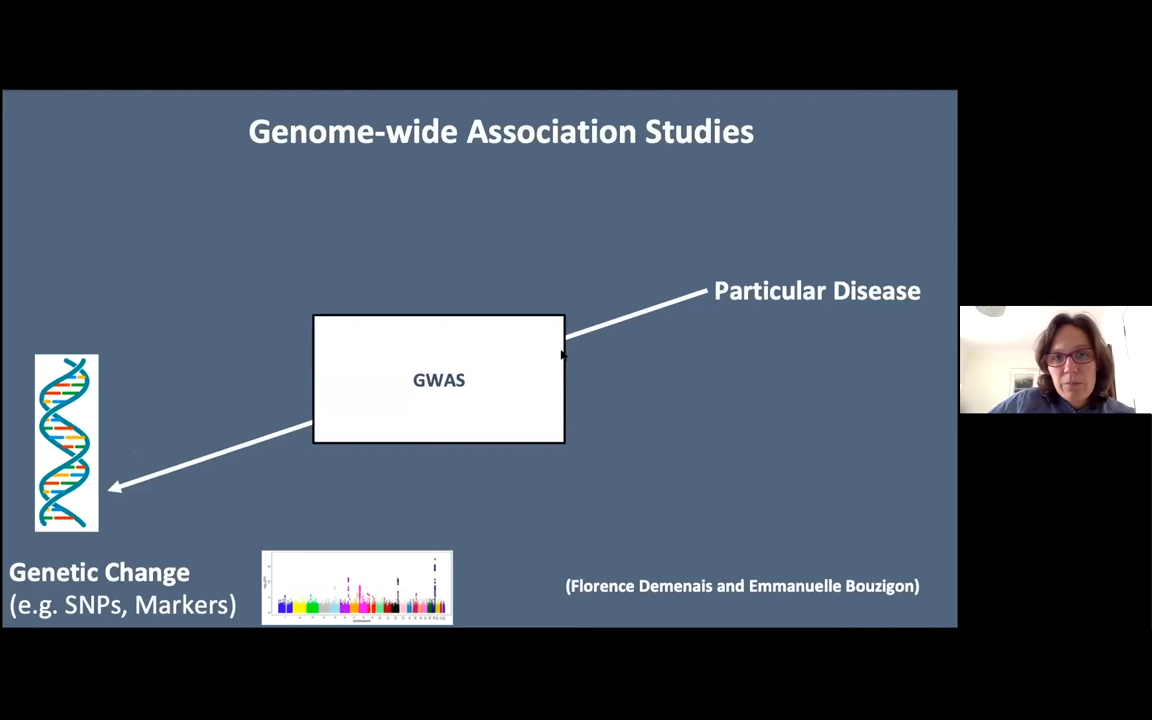 Genome-wide Association Studies
Particular Disease
GWAS
Genetic Change
(e.g. SNPs, Markers)
(Florence Demenais and Emmanuelle Bouzigon)